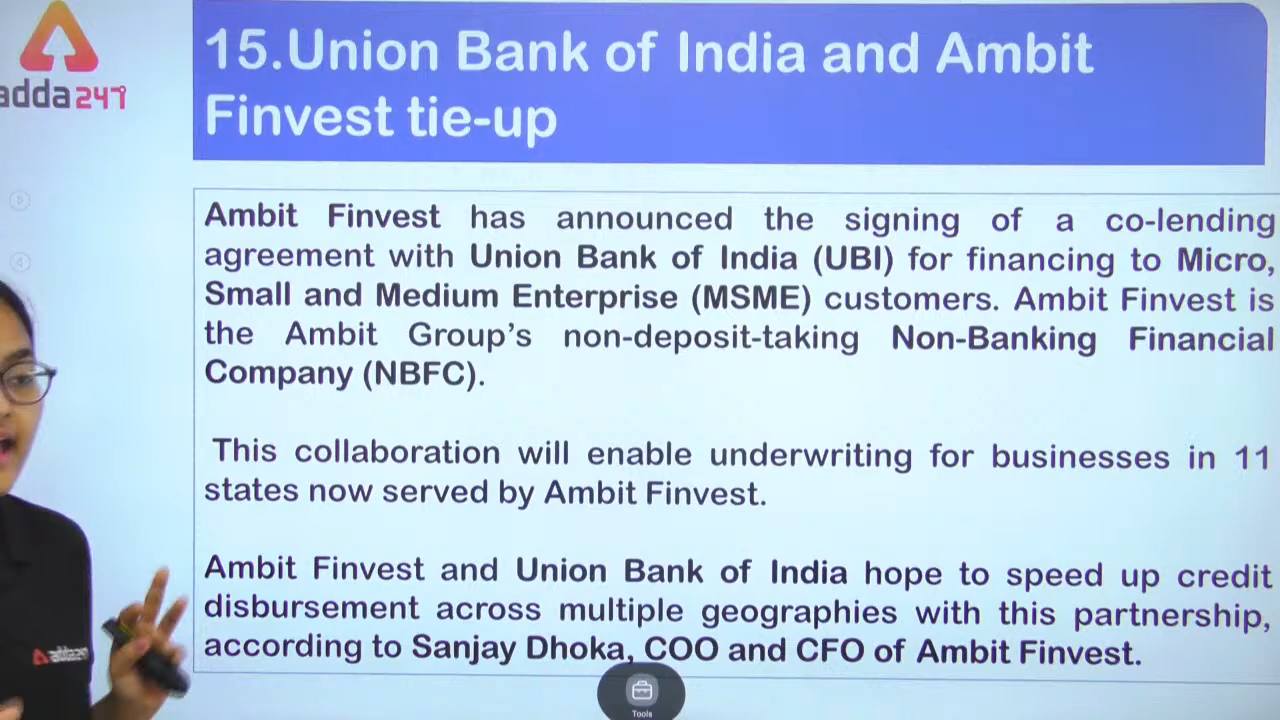 adda247
15.Union Bank of India and Ambit
Finvest tie-up
Ambit Finvest has announced the signing of a co-lending
agreement with Union Bank of India (UBI) for financing to Micro,
Small and Medium Enterprise (MSME) customers. Ambit Finvest is
the Ambit Group's non-deposit-taking Non-Banking Financial
Company (NBFC).
This collaboration will enable underwriting for businesses in 11
states now served by Ambit Finvest.
Ambit Finvest and Union Bank of India hope to speed up credit
disbursement across multiple geographies with this partnership,
according to Sanjay Dhoka, COO and CFO of Ambit Finvest.
adda247
Tools